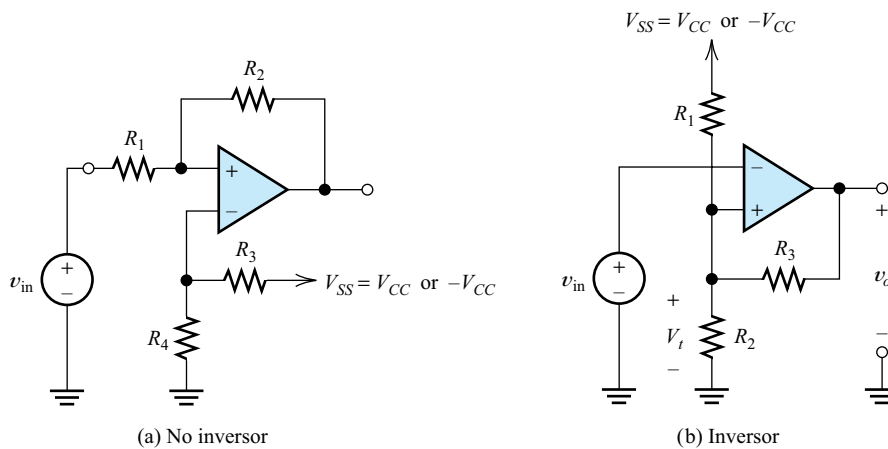 V_SS = V_CC or −V_CC
R_2
R_1
+
−
R_3
V_SS = V_CC or −V_CC
v_in
+
−
R_4
(a) No inversor
R_1
−
+
R_3
v_in
+
−
+
V_t
−
R_2
+
v_o
−
(b) Inversor